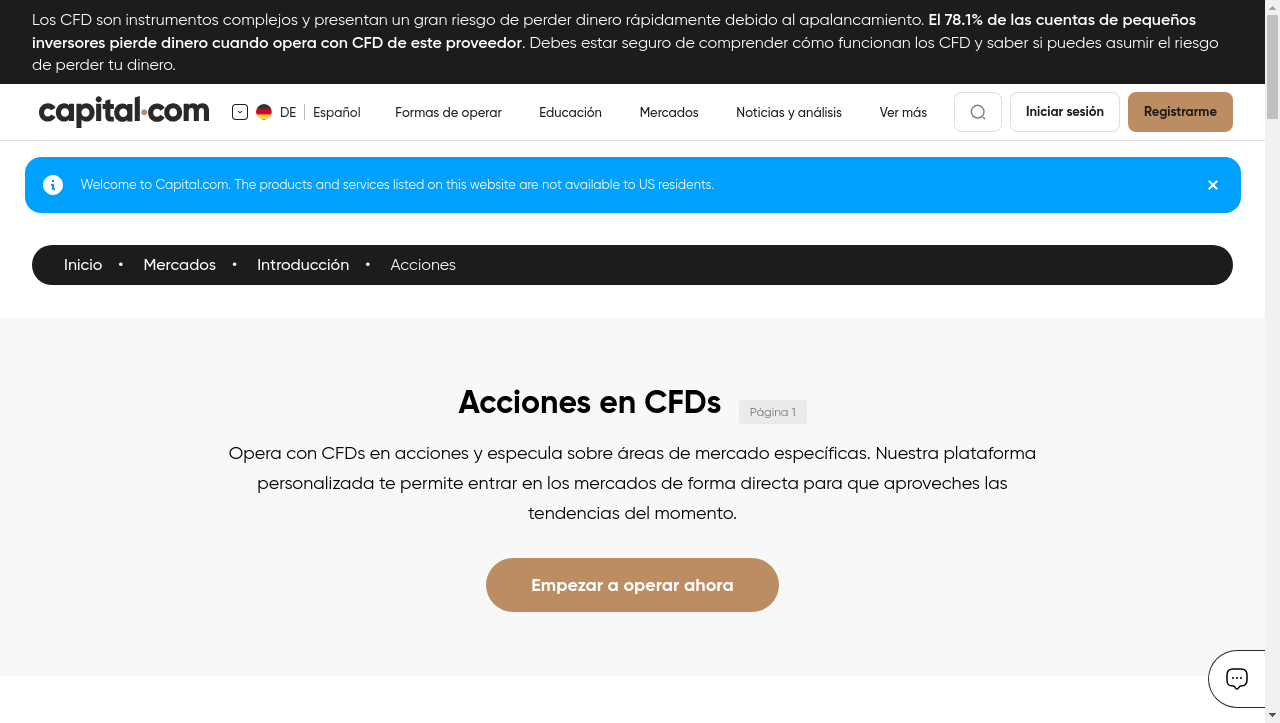 Los CFD son instrumentos complejos y presentan un gran riesgo de perder dinero rápidamente debido al apalancamiento. El 78.1% de las cuentas de pequeños
inversores pierde dinero cuando opera con CFD de este proveedor. Debes estar seguro de comprender cómo funcionan los CFD y saber si puedes asumir el riesgo
de perder tu dinero.
capital.com DE Español Formas de operar Educación Mercados Noticias y análisis Ver más Iniciar sesión Registrarme
Welcome to Capital.com. The products and services listed on this website are not available to US residents.
Inicio • Mercados • Introducción • Acciones
Acciones en CFDs Página 1
Opera con CFDs en acciones y especula sobre áreas de mercado específicas. Nuestra plataforma
personalizada te permite entrar en los mercados de forma directa para que aproveches las
tendencias del momento.
Empezar a operar ahora